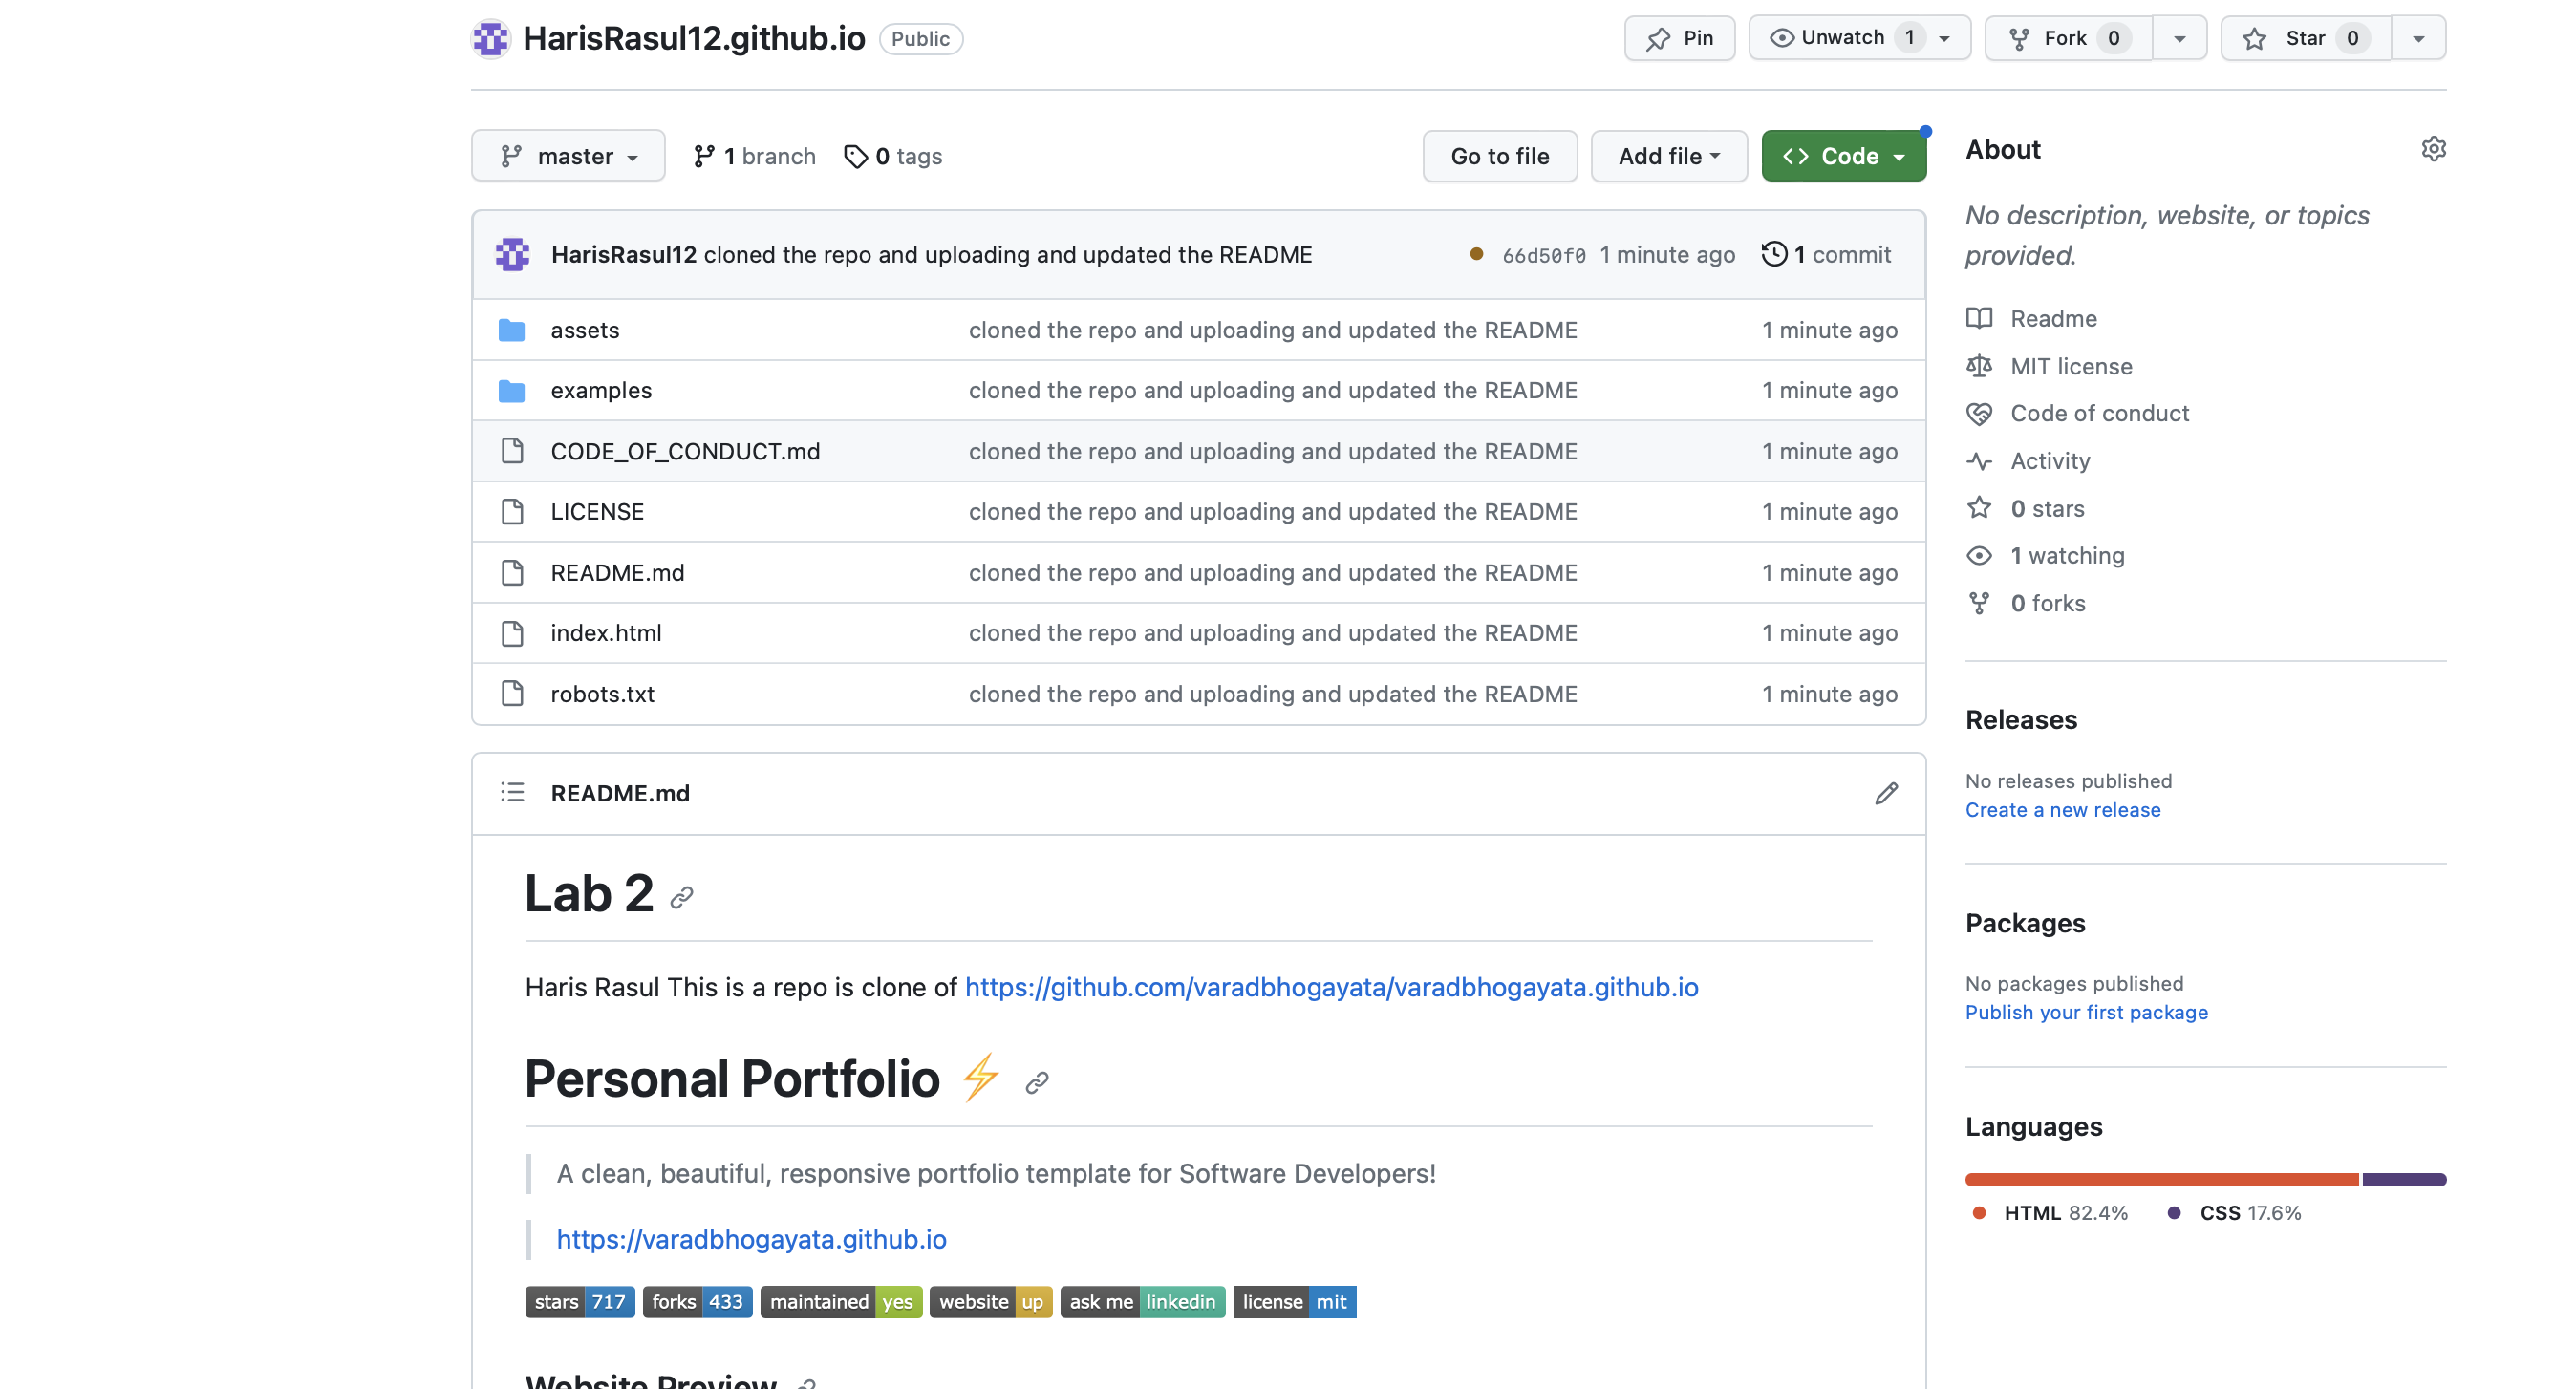 HarisRasul12.github.io Public Pin Unwatch 1 Fork 0 Star 0
master 1 branch 0 tags Go to file Add file <> Code
HarisRasul12 cloned the repo and uploading and updated the README 66d50f0 1 minute ago 1 commit
assets cloned the repo and uploading and updated the README 1 minute ago
examples cloned the repo and uploading and updated the README 1 minute ago
CODE_OF_CONDUCT.md cloned the repo and uploading and updated the README 1 minute ago
LICENSE cloned the repo and uploading and updated the README 1 minute ago
README.md cloned the repo and uploading and updated the README 1 minute ago
index.html cloned the repo and uploading and updated the README 1 minute ago
robots.txt cloned the repo and uploading and updated the README 1 minute ago
README.md
Lab 2
Haris Rasul This is a repo is clone of https://github.com/varadbhogayata/varadbhogayata.github.io
Personal Portfolio ⚡
A clean, beautiful, responsive portfolio template for Software Developers!
https://varadbhogayata.github.io
stars 717 forks 433 maintained yes website up ask me linkedin license mit
Website Preview
About
No description, website, or topics
provided.
Readme
MIT license
Code of conduct
Activity
0 stars
1 watching
0 forks
Releases
No releases published
Create a new release
Packages
No packages published
Publish your first package
Languages
HTML 82.4% CSS 17.6%